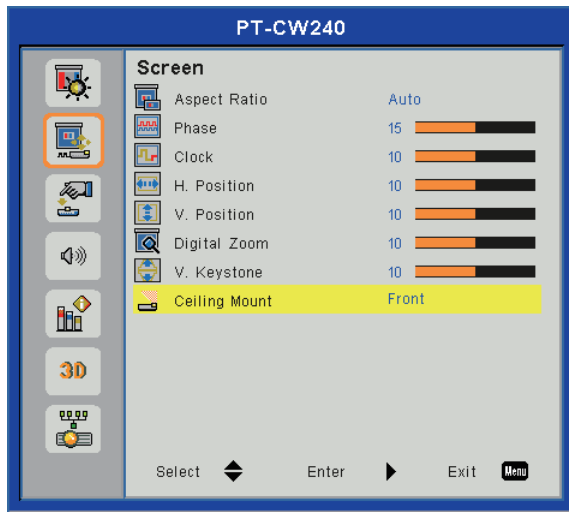 PT-CW240
Screen
Aspect Ratio Auto
Phase 15
Clock 10
H. Position 10
V. Position 10
Digital Zoom 10
V. Keystone 10
Ceiling Mount Front
3D
Select Enter Exit Menu